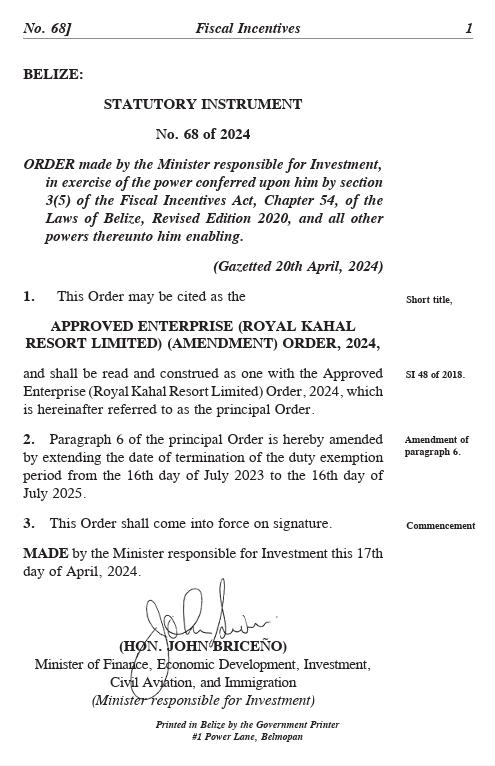 No. 68]    Fiscal Incentives    1
BELIZE:
STATUTORY INSTRUMENT
No. 68 of 2024
ORDER made by the Minister responsible for Investment,
in exercise of the power conferred upon him by section
3(5) of the Fiscal Incentives Act, Chapter 54, of the
Laws of Belize, Revised Edition 2020, and all other
powers thereunto him enabling.
(Gazetted 20th April, 2024)
1. This Order may be cited as the
Short title,
APPROVED ENTERPRISE (ROYAL KAHAL
RESORT LIMITED) (AMENDMENT) ORDER, 2024,
and shall be read and construed as one with the Approved
SI 48 of 2018.
Enterprise (Royal Kahal Resort Limited) Order, 2024, which
is hereinafter referred to as the principal Order.
2. Paragraph 6 of the principal Order is hereby amended
Amendment of
by extending the date of termination of the duty exemption
paragraph 6.
period from the 16th day of July 2023 to the 16th day of
July 2025.
3. This Order shall come into force on signature.
Commencement
MADE by the Minister responsible for Investment this 17th
day of April, 2024.
(HON. JOHN BRICEÑO)
Minister of Finance, Economic Development, Investment,
Civil Aviation, and Immigration
(Minister responsible for Investment)
Printed in Belize by the Government Printer
#1 Power Lane, Belmopan